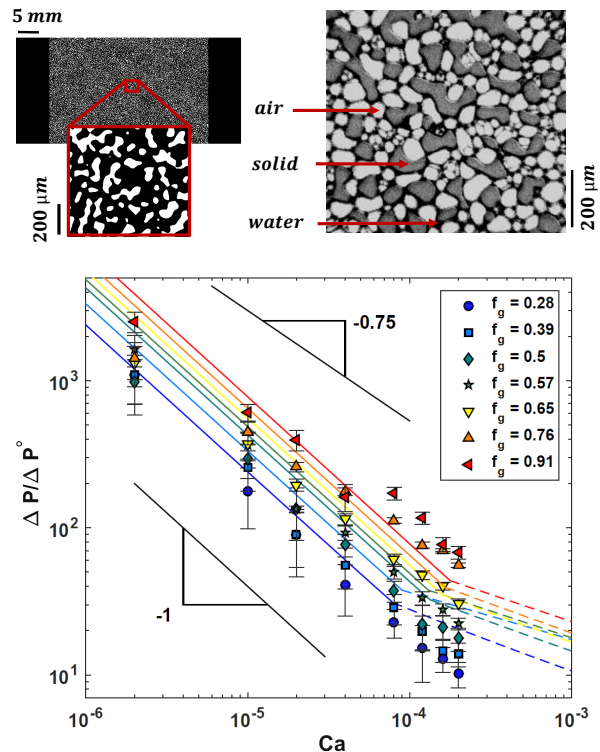 5 mm
200 μm
air
solid
water
200 μm
ΔP/ΔP°
10³
10²
10¹
-0.75
-1
f_g = 0.28
f_g = 0.39
f_g = 0.5
f_g = 0.57
f_g = 0.65
f_g = 0.76
f_g = 0.91
10⁻⁶
10⁻⁵
10⁻⁴
10⁻³
Ca